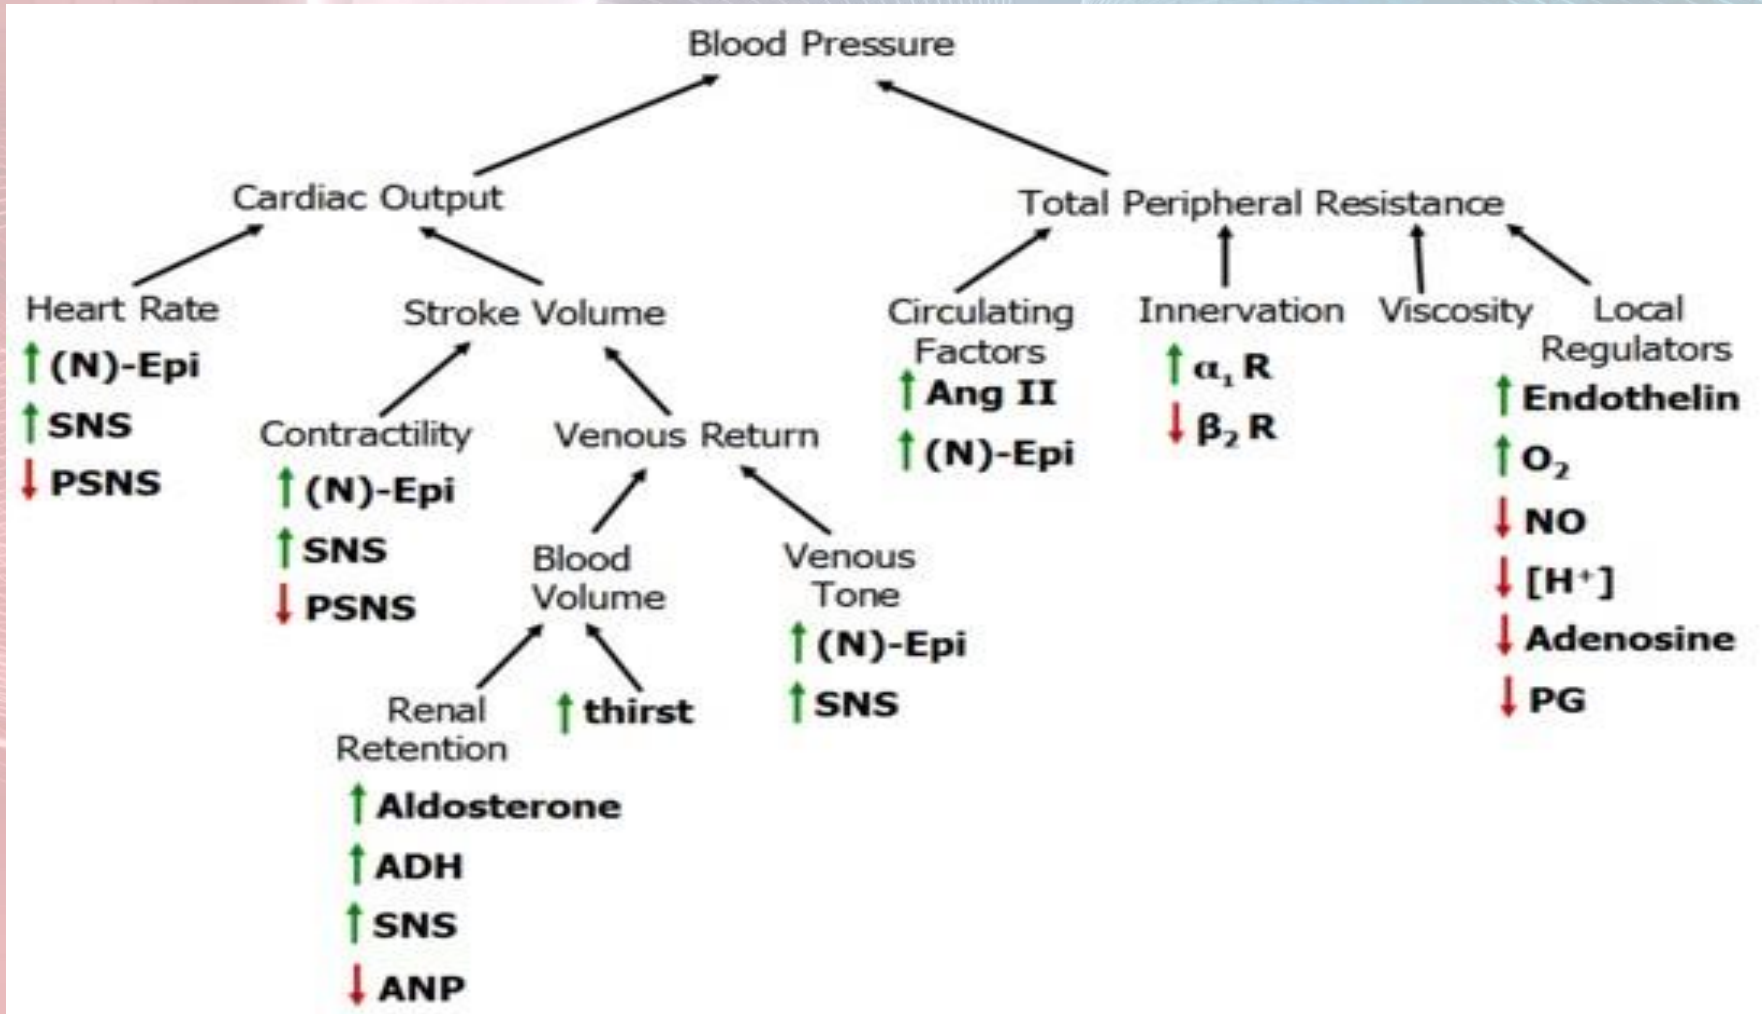 Blood Pressure
Cardiac Output
Total Peripheral Resistance
Heart Rate
↑ (N)-Epi
↑ SNS
↓ PSNS
Stroke Volume
Contractility
↑ (N)-Epi
↑ SNS
↓ PSNS
Venous Return
Blood
Volume
Renal
Retention
↑ Aldosterone
↑ ADH
↑ SNS
↓ ANP
↑ thirst
Venous
Tone
↑ (N)-Epi
↑ SNS
Circulating
Factors
↑ Ang II
↑ (N)-Epi
Innervation
↑ α₁ R
↓ β₂ R
Viscosity
Local
Regulators
↑ Endothelin
↑ O₂
↓ NO
↓ [H⁺]
↓ Adenosine
↓ PG